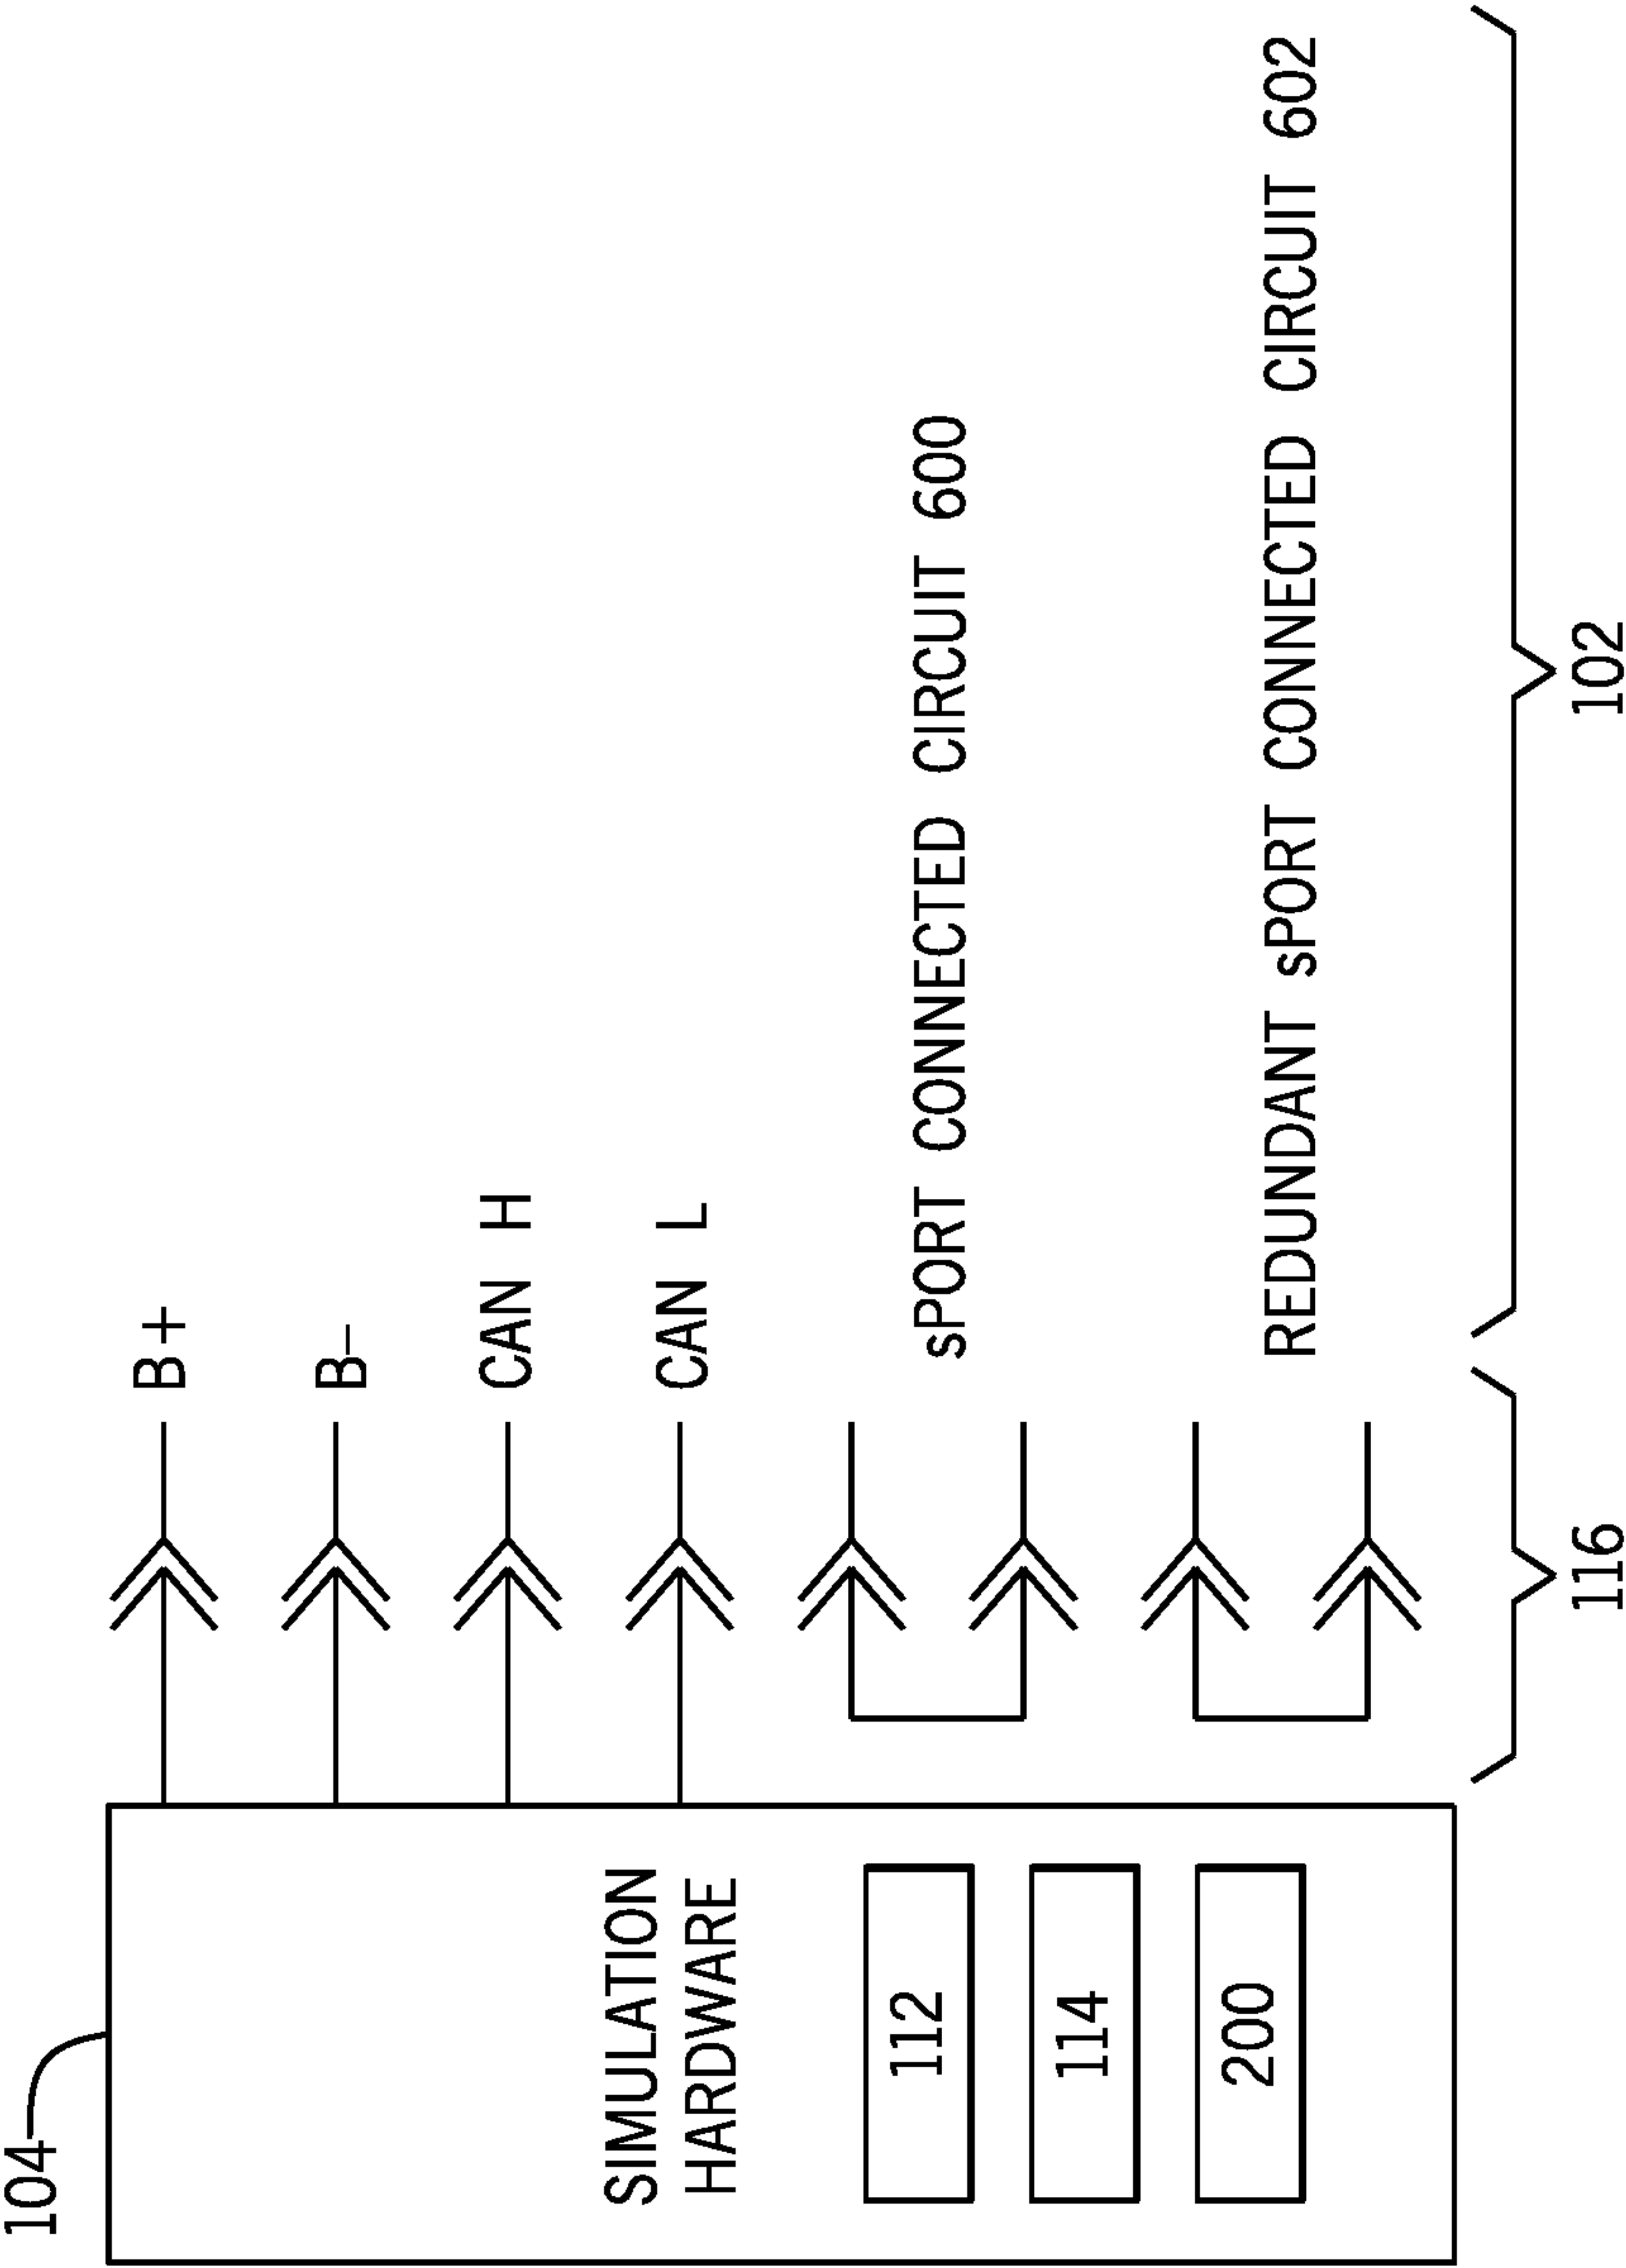 104
SIMULATION
HARDWARE
112
114
200
B+
B–
CAN H
CAN L
sPORT CONNECTED CIRCUIT 600
REDUNDANT sPORT CONNECTED CIRCUIT 602
116
102